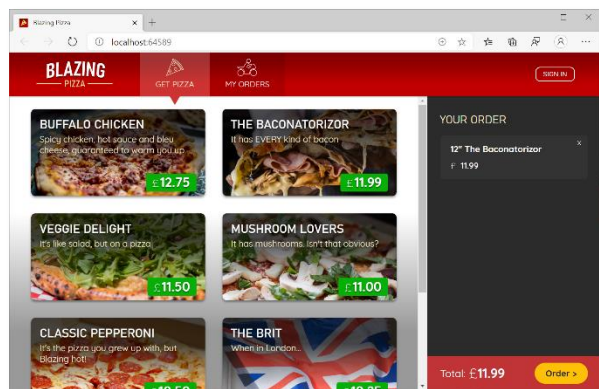 Blazing Pizza
localhost:64589
BLAZING
PIZZA
GET PIZZA
MY ORDERS
SIGN IN
BUFFALO CHICKEN
Spicy chicken, hot sauce and bleu
cheese, guaranteed to warm you up
£12.75
THE BACONATORIZOR
It has EVERY kind of bacon
£11.99
VEGGIE DELIGHT
It's like salad, but on a pizza
£11.50
MUSHROOM LOVERS
It has mushrooms. Isn't that obvious?
£11.00
CLASSIC PEPPERONI
It's the pizza you grew up with, but
Blazing hot!
THE BRIT
When in London...
YOUR ORDER
12" The Baconatorizor
x
£ 11.99
Total: £11.99
Order >